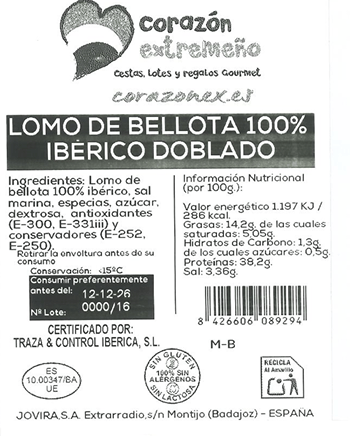 corazón
extremeño
cestas, lotes y regalos Gourmet
corazonex.es
LOMO DE BELLOTA 100%
IBÉRICO DOBLADO
Ingredientes: Lomo de
bellota 100% ibérico, sal
marina, especias, azúcar,
dextrosa, antioxidantes
(E-300, E-331iii) y
conservadores (E-252,
E-250).
Retirar la envoltura antes de su
consumo
Conservación: <15ºC
Consumir preferentemente
antes del: 12-12-26
Nº Lote: 0000/16
CERTIFICADO POR:
TRAZA & CONTROL IBERICA, S.L.
Información Nutricional
(por 100g.):
Valor energético 1.197 KJ /
286 kcal.
Grasas: 14,2g. de las cuales
saturadas: 5,05g.
Hidratos de Carbono: 1,3g.
de los cuales azúcares: 0,5g.
Proteínas: 38,2g.
Sal: 3,36g.
8 426606 089294
M-B
ES
10.00347/BA
UE
SIN GLUTEN
100% SIN
ALÉRGENOS
SIN LACTOSA
RECICLA
Al Amarillo
JOVIRA,S.A. Extrarradio,s/n Montijo (Badajoz) - ESPAÑA